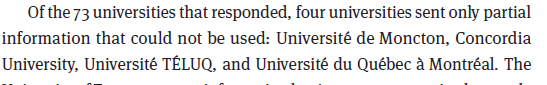 Of the 73 universities that responded, four universities sent only partial
information that could not be used: Université de Moncton, Concordia
University, Université TÉLUQ, and Université du Québec à Montréal. The